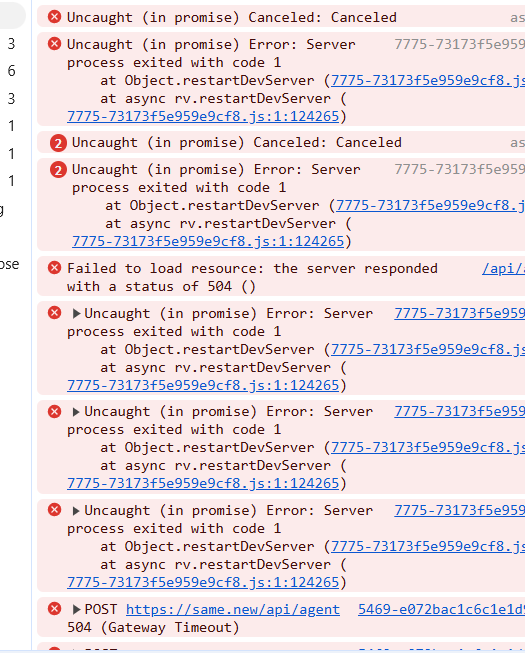 Uncaught (in promise) Canceled: Canceled as
3
Uncaught (in promise) Error: Server 7775-73173f5e959
process exited with code 1
6
at Object.restartDevServer (7775-73173f5e959e9cf8.js
3
at async rv.restartDevServer (
7775-73173f5e959e9cf8.js:1:124265)
1
2 Uncaught (in promise) Canceled: Canceled as
1
2 Uncaught (in promise) Error: Server 7775-73173f5e959
1
process exited with code 1
at Object.restartDevServer (7775-73173f5e959e9cf8.j
g
at async rv.restartDevServer (
7775-73173f5e959e9cf8.js:1:124265)
ose
Failed to load resource: the server responded /api/a
with a status of 504 ()
Uncaught (in promise) Error: Server 7775-73173f5e959
process exited with code 1
at Object.restartDevServer (7775-73173f5e959e9cf8.js
at async rv.restartDevServer (
7775-73173f5e959e9cf8.js:1:124265)
Uncaught (in promise) Error: Server 7775-73173f5e959
process exited with code 1
at Object.restartDevServer (7775-73173f5e959e9cf8.js
at async rv.restartDevServer (
7775-73173f5e959e9cf8.js:1:124265)
Uncaught (in promise) Error: Server 7775-73173f5e959
process exited with code 1
at Object.restartDevServer (7775-73173f5e959e9cf8.js
at async rv.restartDevServer (
7775-73173f5e959e9cf8.js:1:124265)
POST https://same.new/api/agent 5469-e072bac1c6c1e1d9
504 (Gateway Timeout)